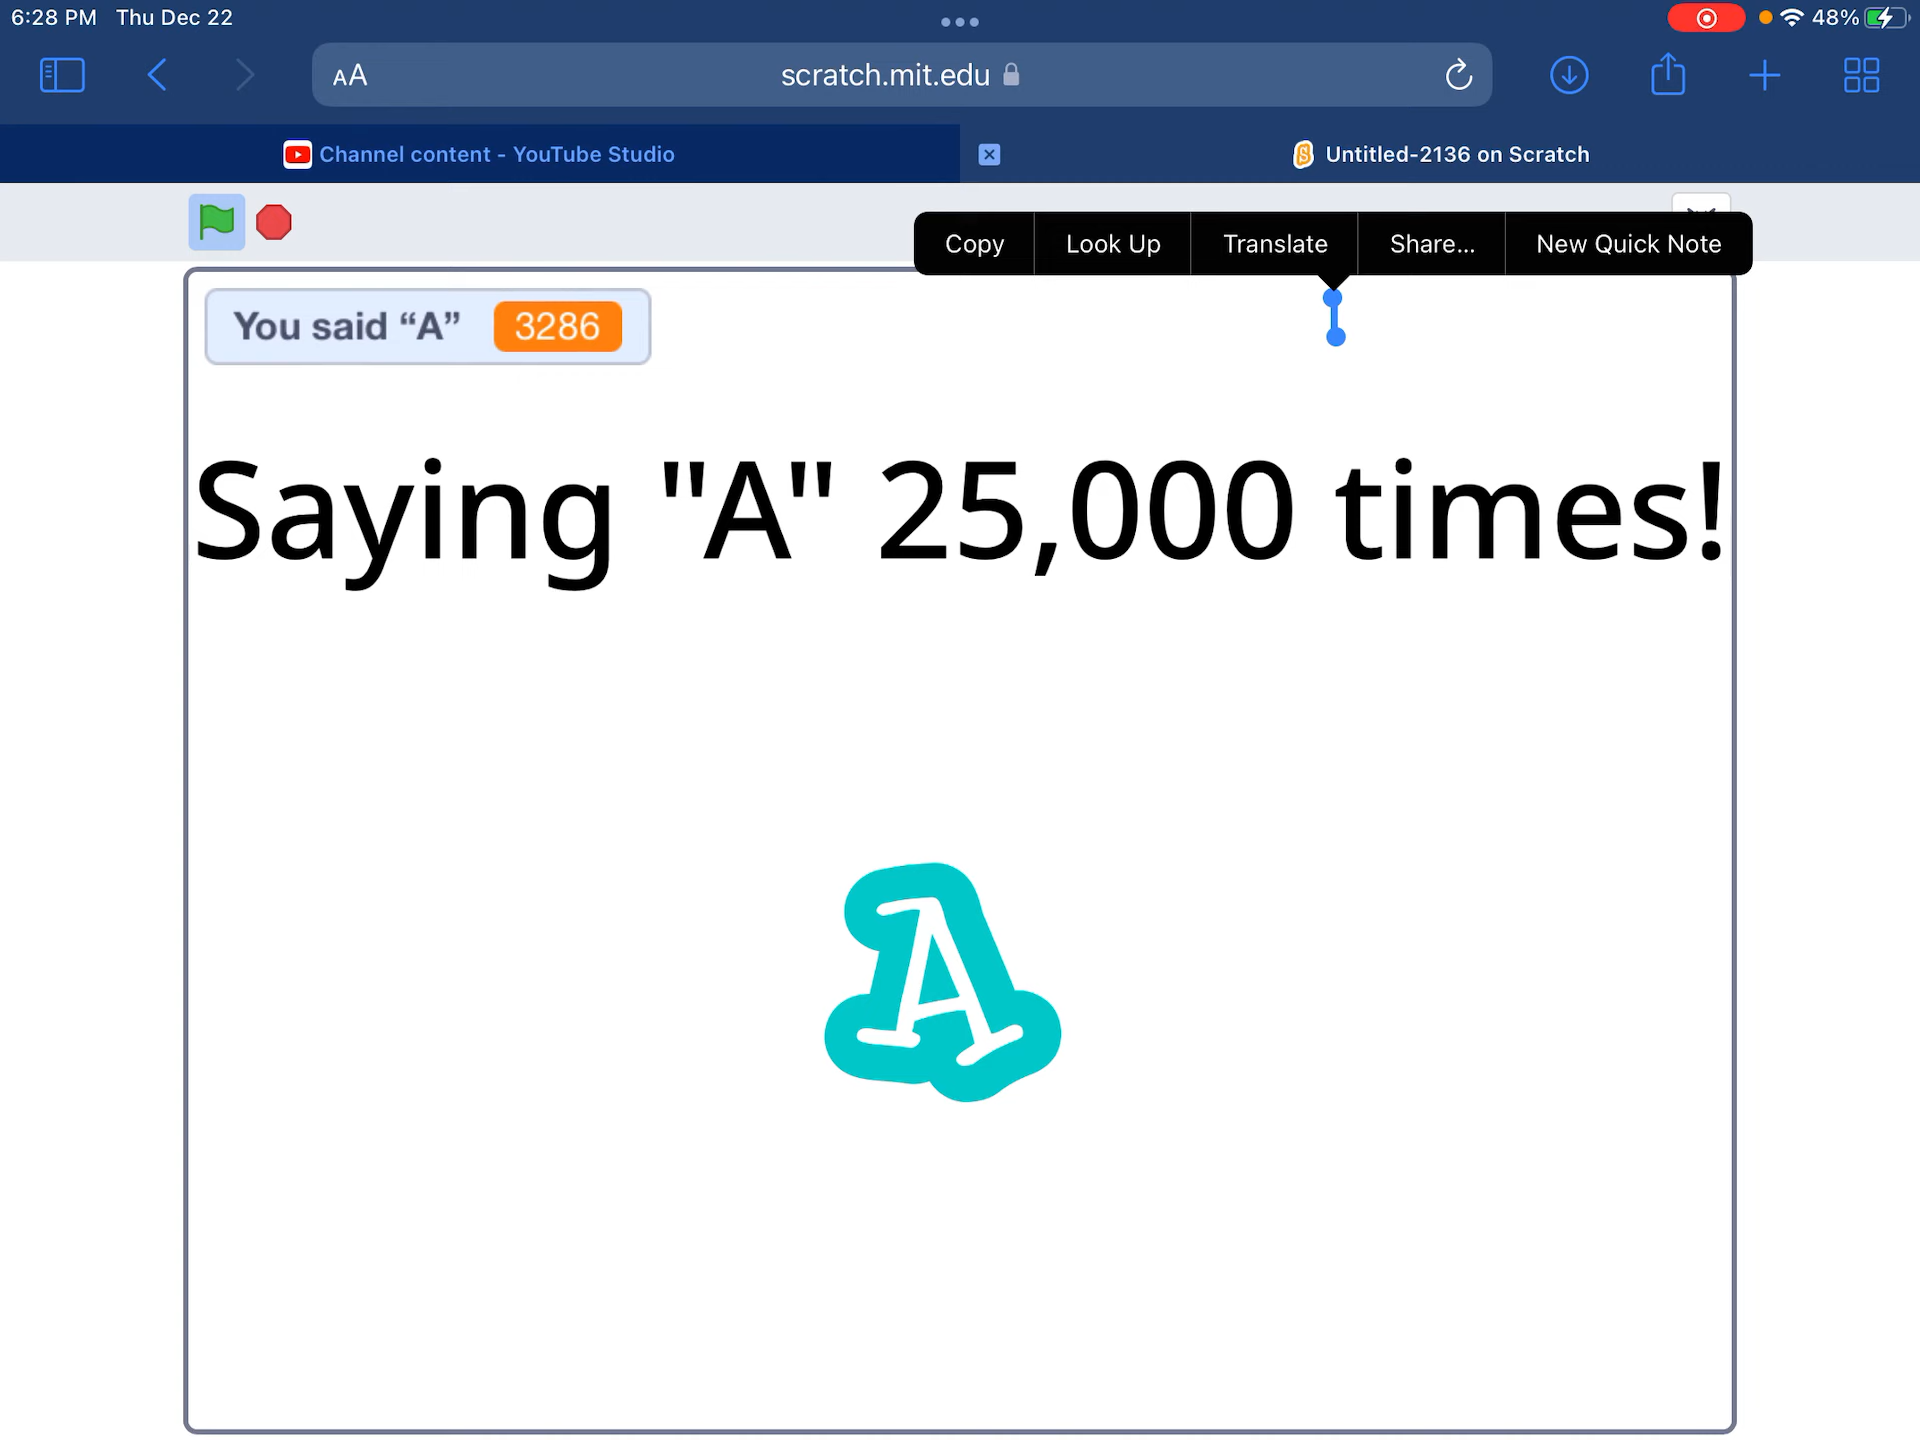 6:28 PM Thu Dec 22
48%
AA scratch.mit.edu
Channel content - YouTube Studio
Untitled-2136 on Scratch
Copy Look Up Translate Share... New Quick Note
You said “A” 3286
Saying "A" 25,000 times!
A